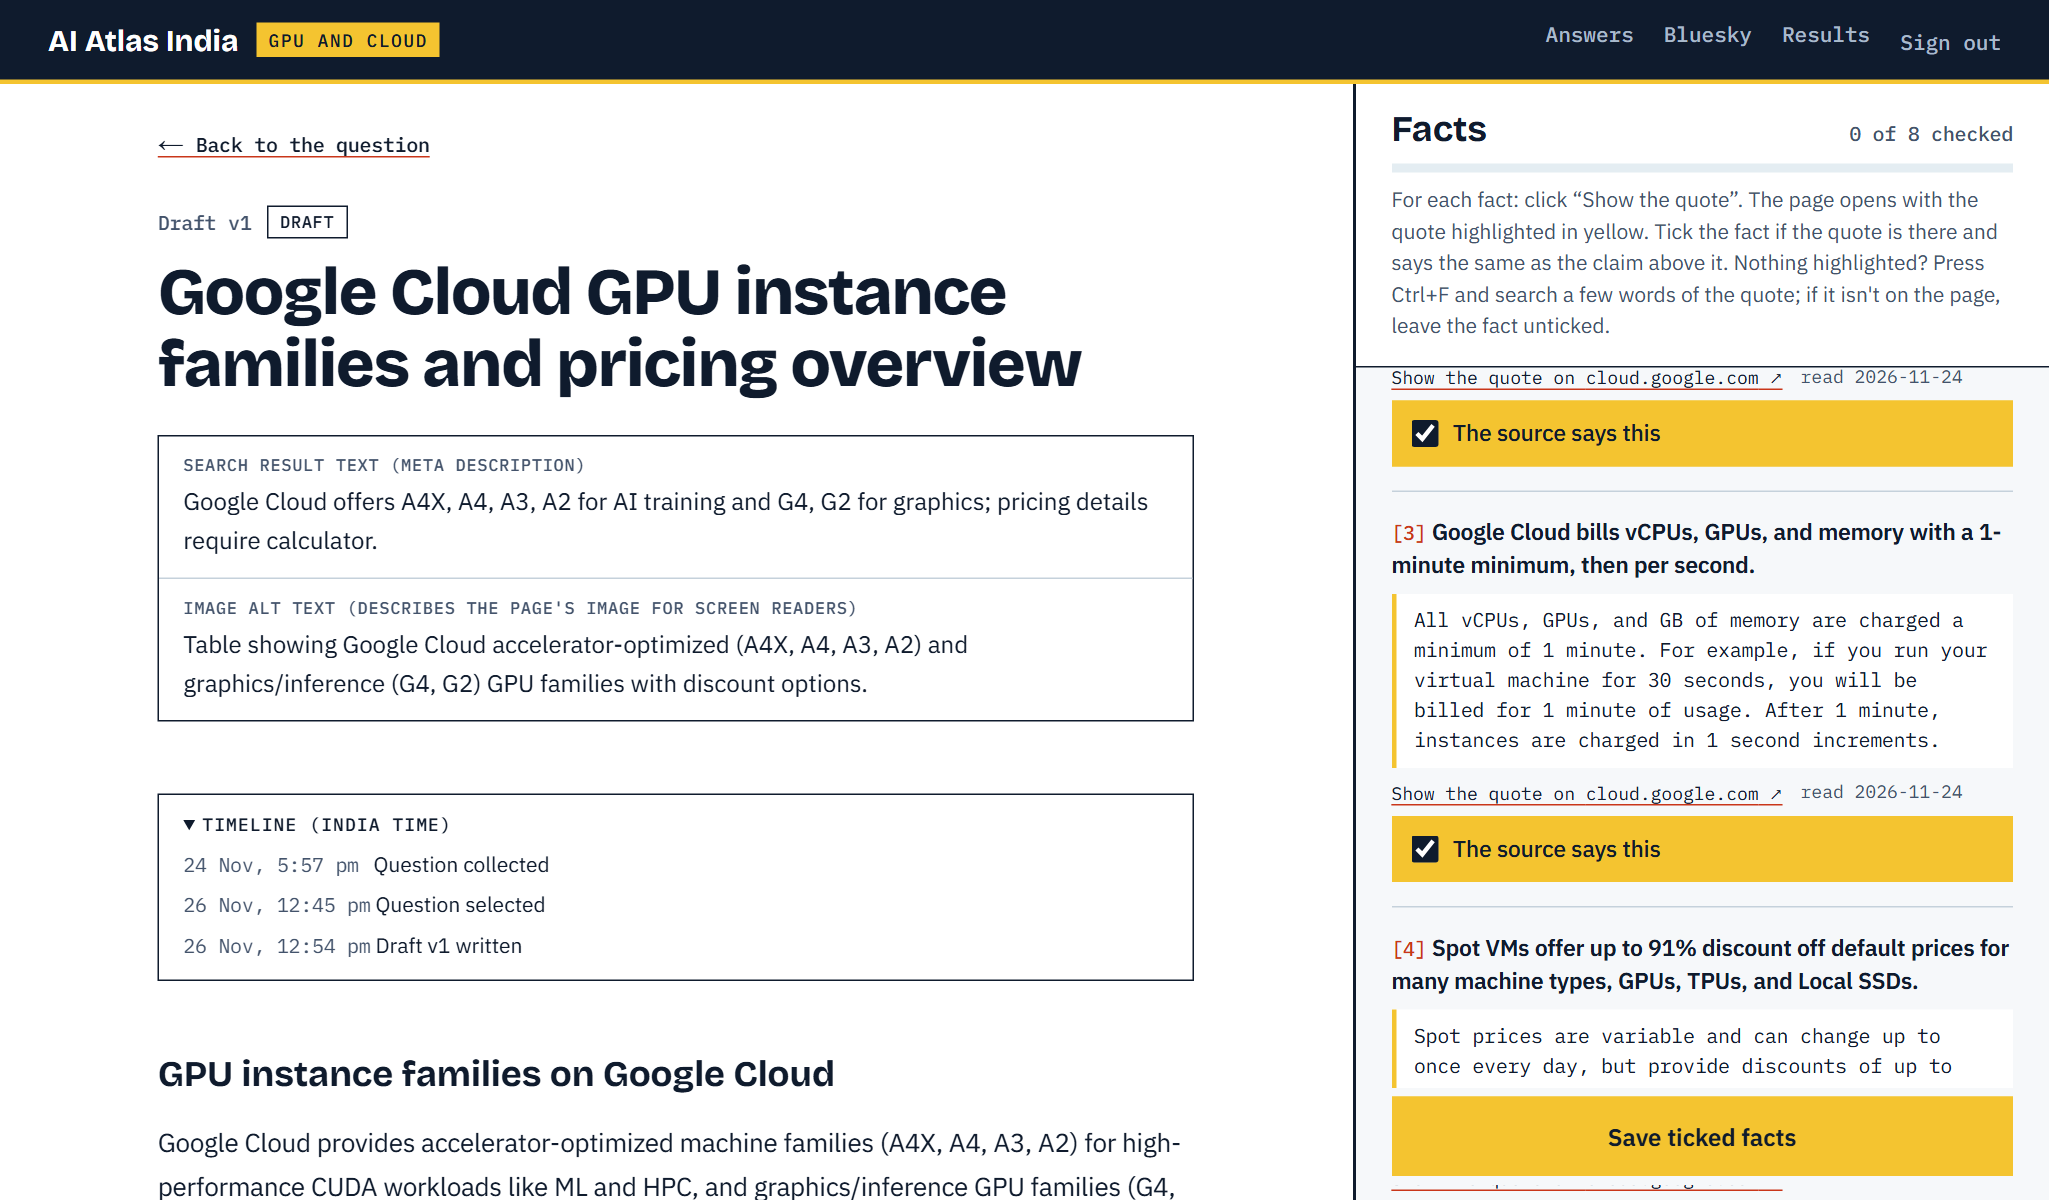 AI Atlas India GPU AND CLOUD Answers Bluesky Results Sign out
← Back to the question
Draft v1 DRAFT
Google Cloud GPU instance
families and pricing overview
SEARCH RESULT TEXT (META DESCRIPTION)
Google Cloud offers A4X, A4, A3, A2 for AI training and G4, G2 for graphics; pricing details
require calculator.
IMAGE ALT TEXT (DESCRIBES THE PAGE'S IMAGE FOR SCREEN READERS)
Table showing Google Cloud accelerator-optimized (A4X, A4, A3, A2) and
graphics/inference (G4, G2) GPU families with discount options.
▼ TIMELINE (INDIA TIME)
24 Nov, 5:57 pm Question collected
26 Nov, 12:45 pm Question selected
26 Nov, 12:54 pm Draft v1 written
GPU instance families on Google Cloud
Google Cloud provides accelerator-optimized machine families (A4X, A4, A3, A2) for high-
performance CUDA workloads like ML and HPC, and graphics/inference GPU families (G4,
Facts 0 of 8 checked
For each fact: click “Show the quote”. The page opens with the
quote highlighted in yellow. Tick the fact if the quote is there and
says the same as the claim above it. Nothing highlighted? Press
Ctrl+F and search a few words of the quote; if it isn't on the page,
leave the fact unticked.
Show the quote on cloud.google.com ↗ read 2026-11-24
The source says this
[3] Google Cloud bills vCPUs, GPUs, and memory with a 1-
minute minimum, then per second.
All vCPUs, GPUs, and GB of memory are charged a
minimum of 1 minute. For example, if you run your
virtual machine for 30 seconds, you will be
billed for 1 minute of usage. After 1 minute,
instances are charged in 1 second increments.
Show the quote on cloud.google.com ↗ read 2026-11-24
The source says this
[4] Spot VMs offer up to 91% discount off default prices for
many machine types, GPUs, TPUs, and Local SSDs.
Spot prices are variable and can change up to
once every day, but provide discounts of up to
Save ticked facts